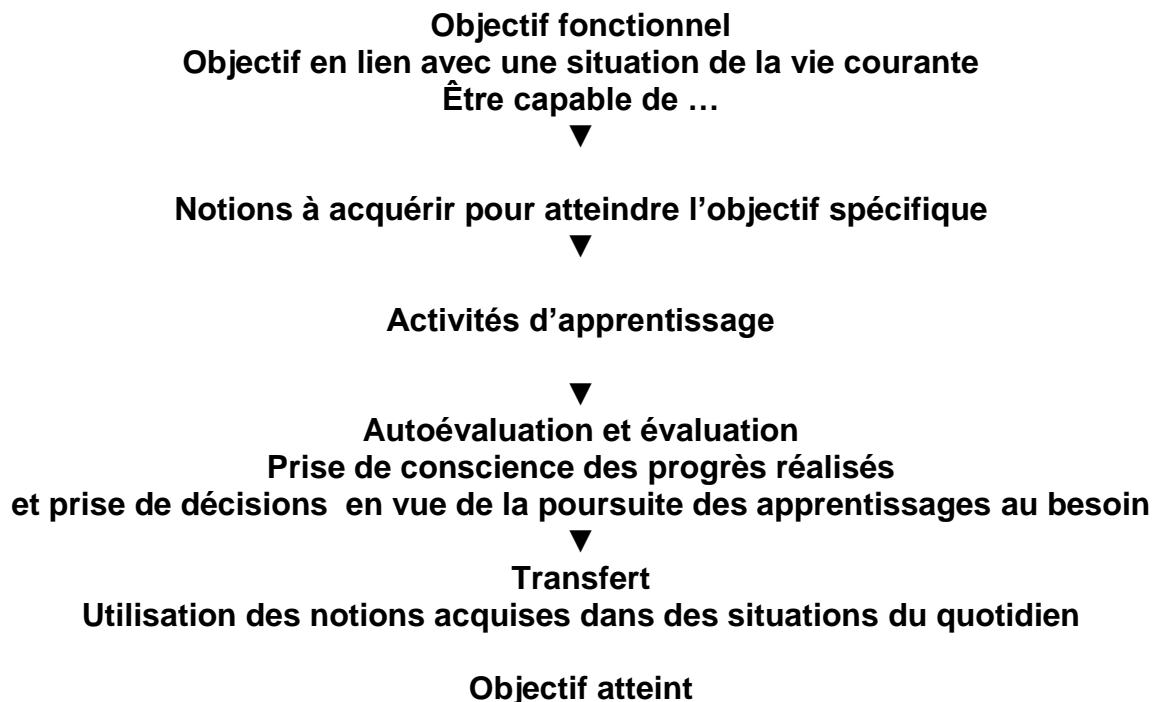 Objectif fonctionnel
Objectif en lien avec une situation de la vie courante
Être capable de …
▼
Notions à acquérir pour atteindre l’objectif spécifique
▼
Activités d’apprentissage
▼
Autoévaluation et évaluation
Prise de conscience des progrès réalisés
et prise de décisions  en vue de la poursuite des apprentissages au besoin
▼
Transfert
Utilisation des notions acquises dans des situations du quotidien
Objectif atteint